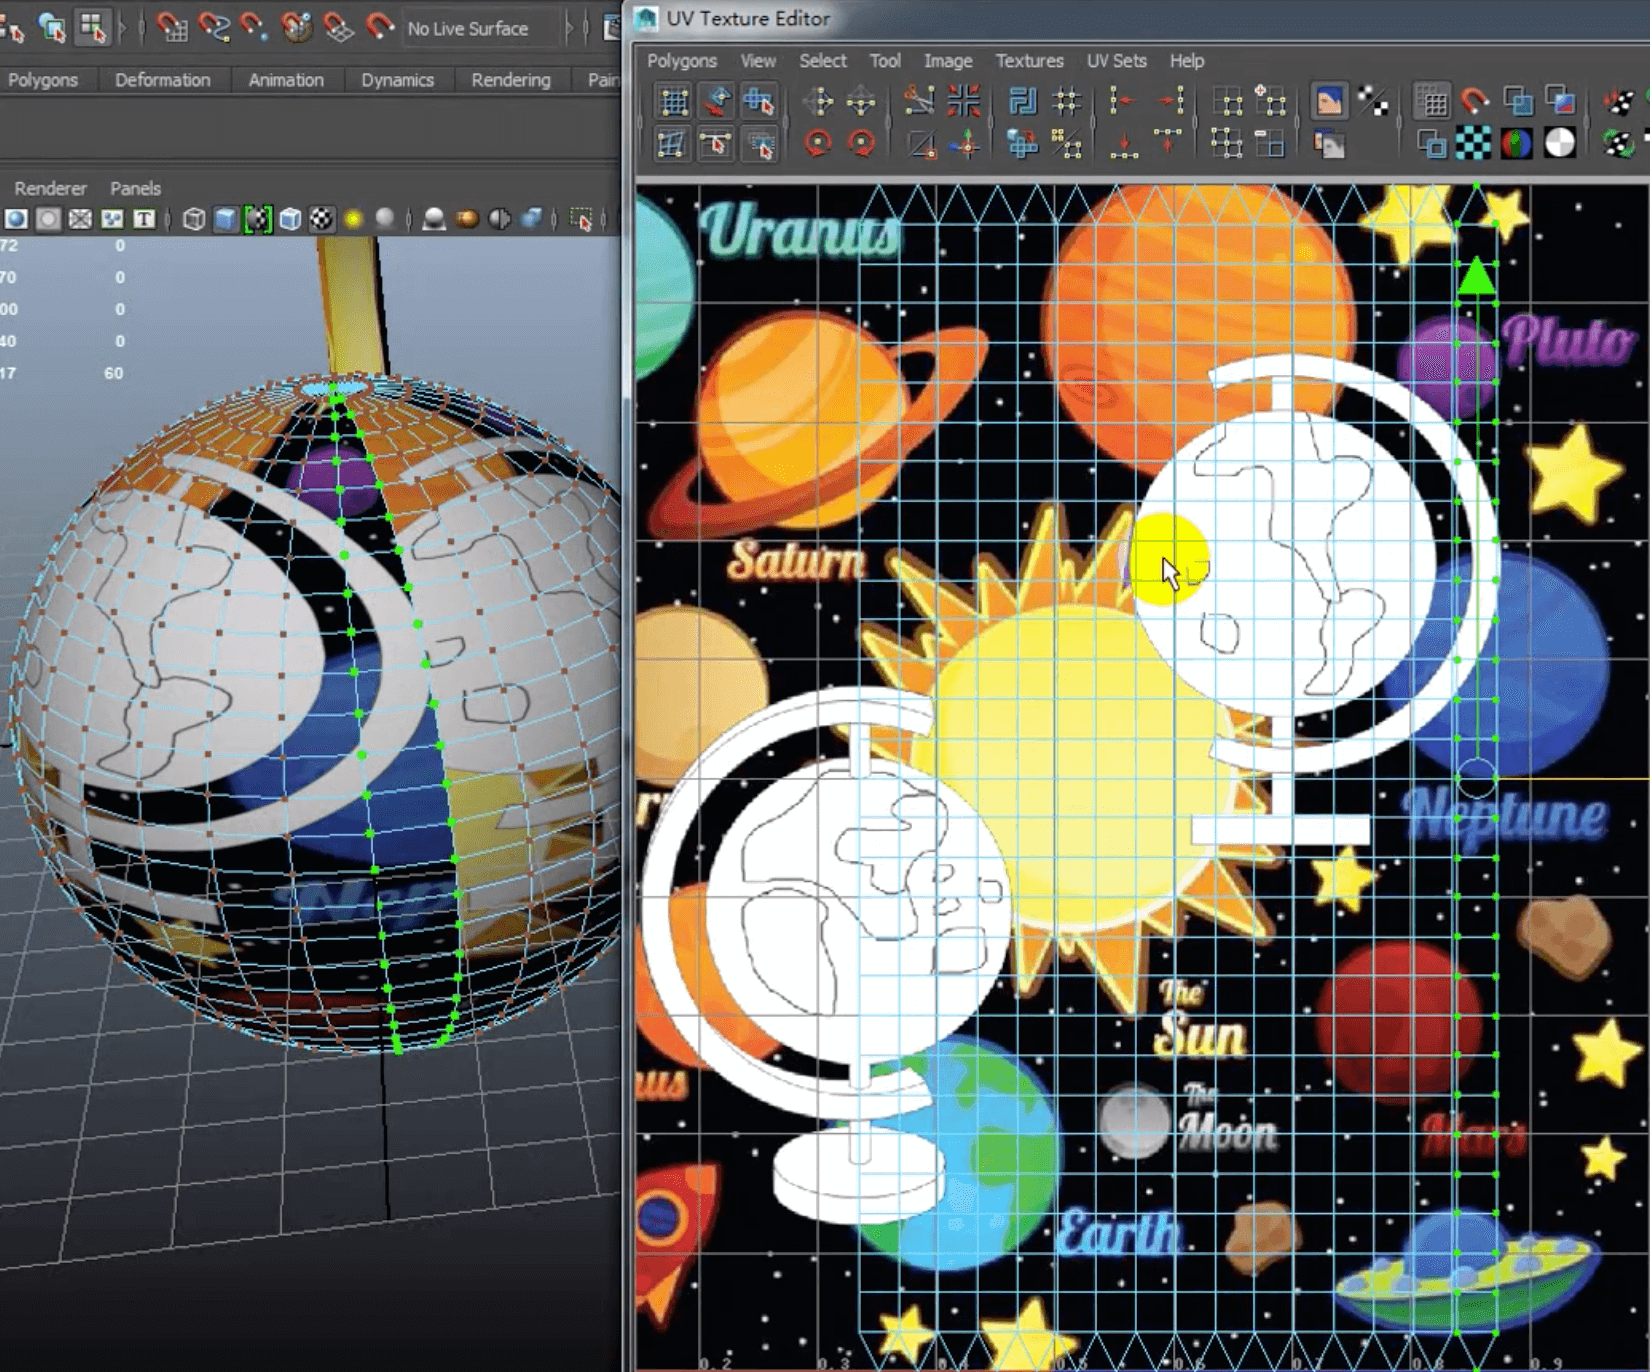 No Live Surface
Polygons Deformation Animation Dynamics Rendering
Renderer Panels
72 0
70 0
00 0
40 0
17 60
UV Texture Editor
Polygons View Select Tool Image Textures UV Sets Help
Uranus
Pluto
Saturn
Neptune
The
Sun
The
Moon
Mars
Earth
0.2 0.3 0.4 0.5 0.6 0.7 0.8 0.9